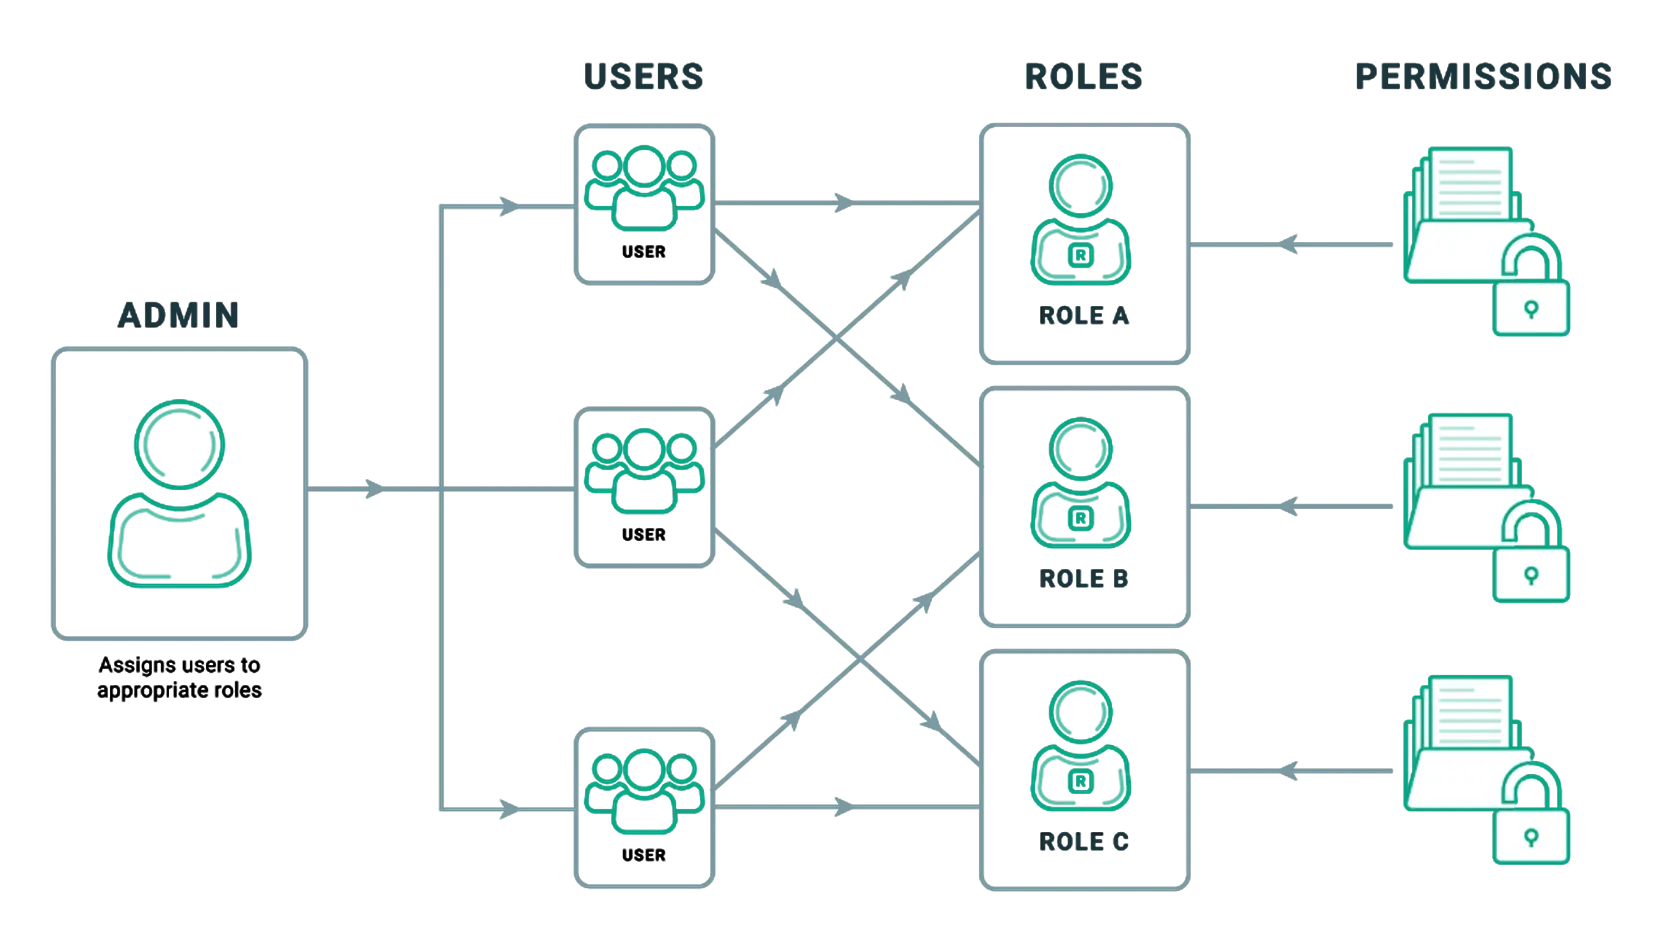 USERS
ROLES
PERMISSIONS
USER
R
ROLE A
ADMIN
Assigns users to
appropriate roles
USER
R
ROLE B
USER
R
ROLE C